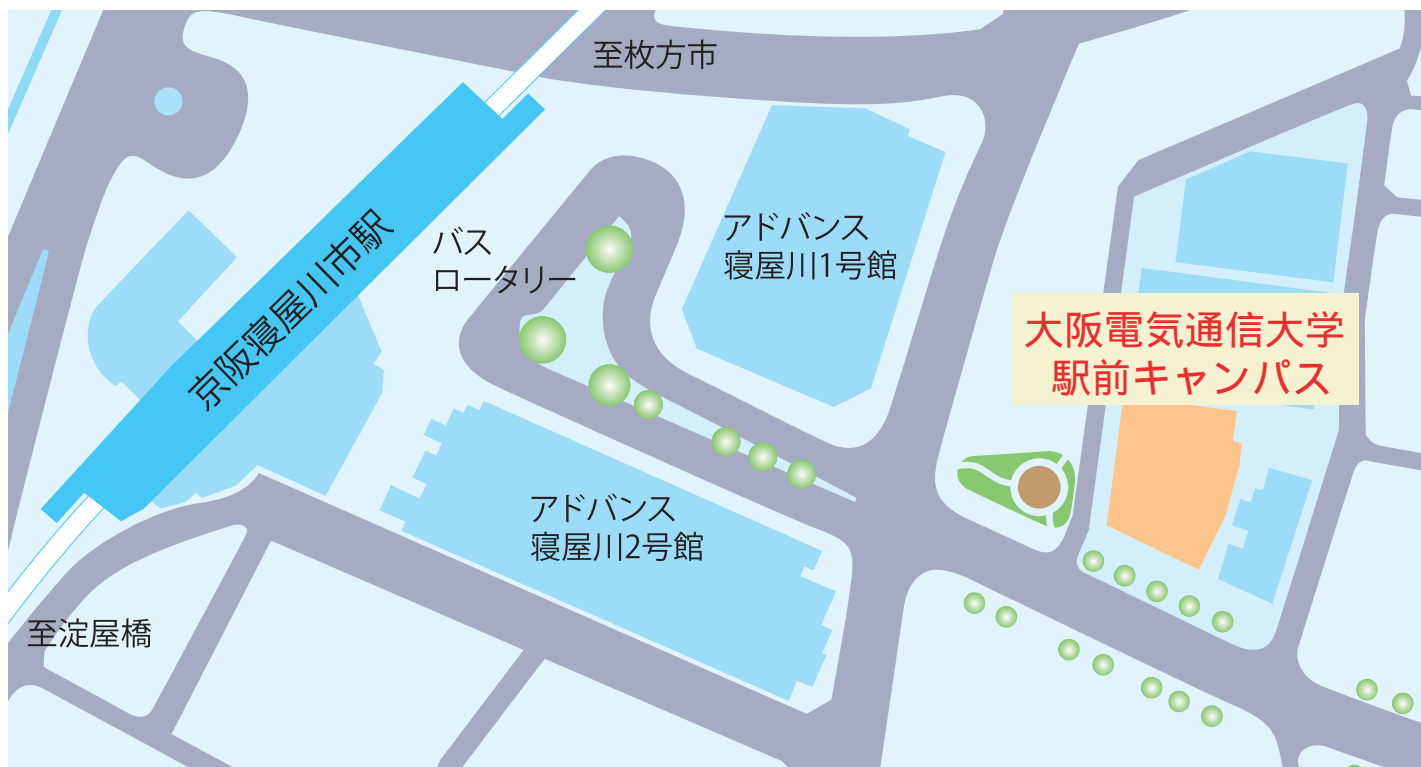 至枚方市
京阪寝屋川市駅
バス
ロータリー
アドバンス
寝屋川1号館
大阪電気通信大学
駅前キャンパス
アドバンス
寝屋川2号館
至淀屋橋